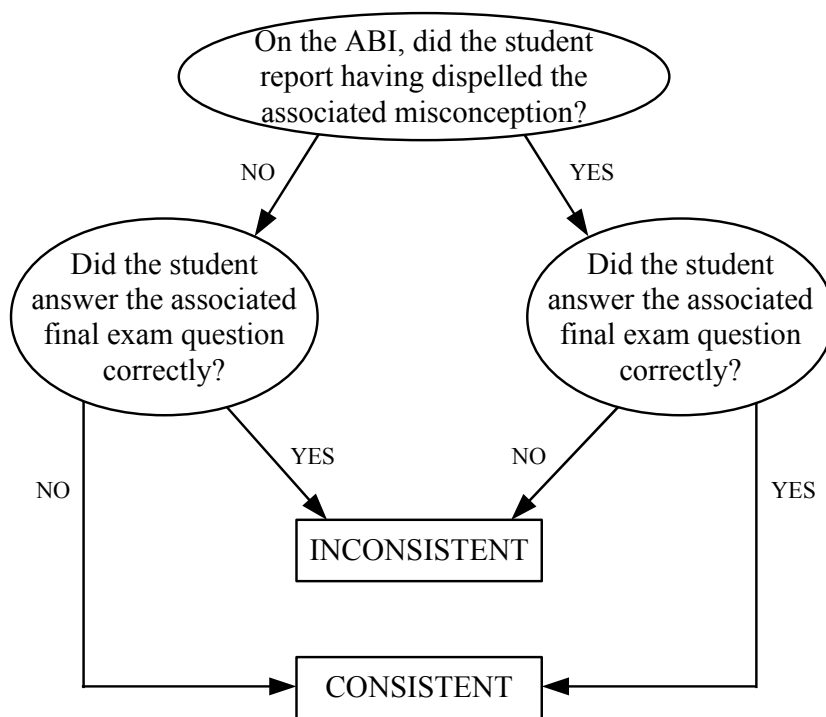 On the ABI, did the student
report having dispelled the
associated misconception?
NO
YES
Did the student
answer the associated
final exam question
correctly?
Did the student
answer the associated
final exam question
correctly?
NO
YES
NO
YES
INCONSISTENT
CONSISTENT